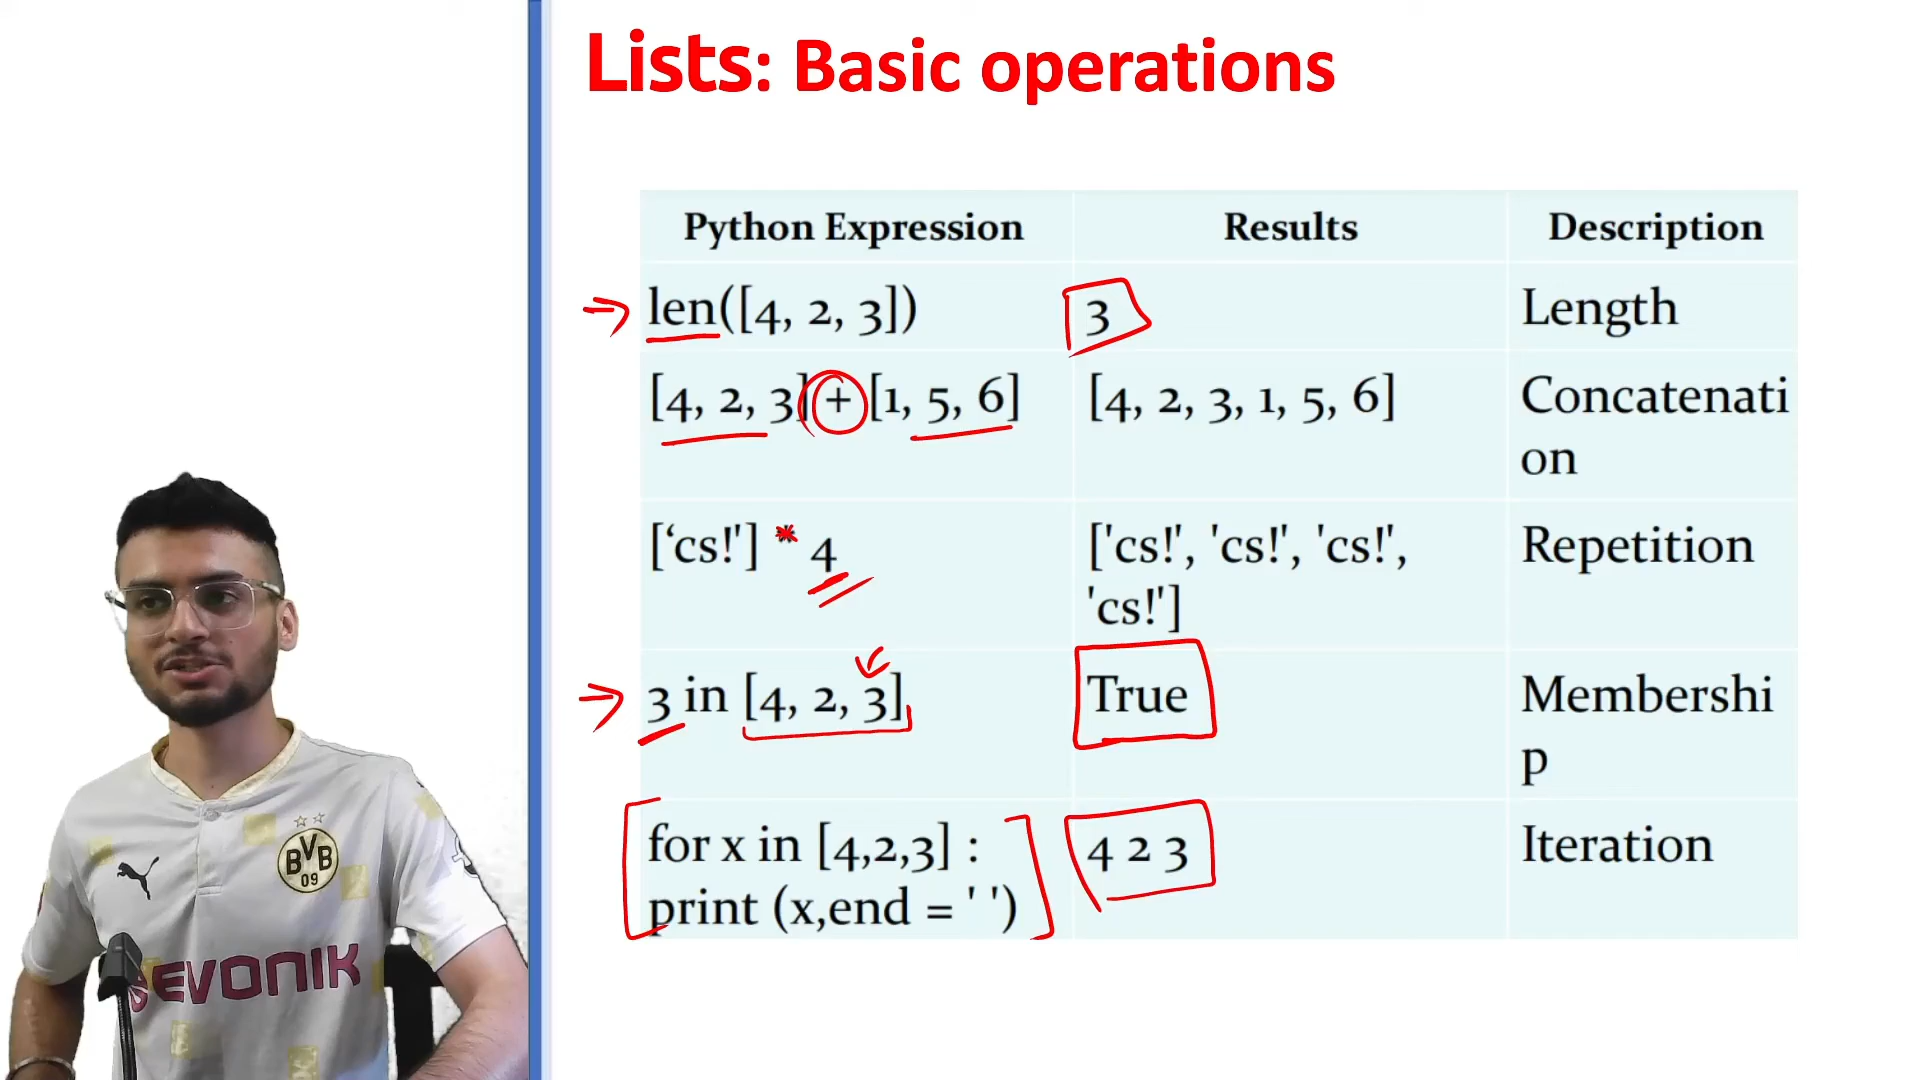 Lists: Basic operations
Python Expression Results Description
len([4, 2, 3]) 3 Length
[4, 2, 3] + [1, 5, 6] [4, 2, 3, 1, 5, 6] Concatenati
on
[‘cs!'] * 4 ['cs!', 'cs!', 'cs!', Repetition
'cs!']
3 in [4, 2, 3] True Membershi
p
for x in [4,2,3] : 4 2 3 Iteration
print (x,end = ' ')
BVB
09
EVONIK